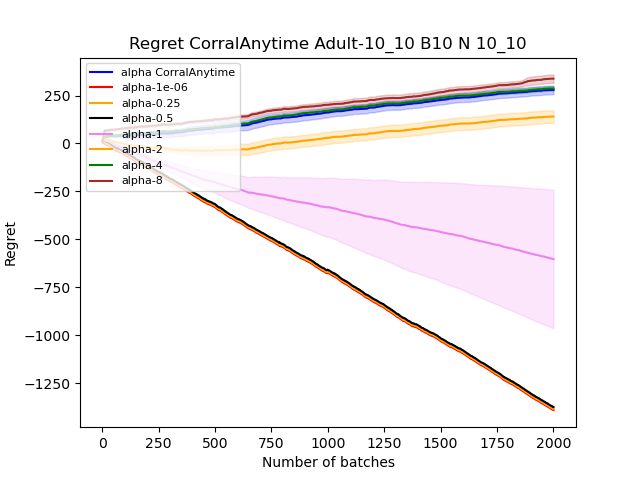 Regret CorralAnytime Adult-10_10 B10 N 10_10
alpha CorralAnytime
alpha-1e-06
alpha-0.25
alpha-0.5
alpha-1
alpha-2
alpha-4
alpha-8
250
0
−250
−500
−750
−1000
−1250
Regret
0 250 500 750 1000 1250 1500 1750 2000
Number of batches